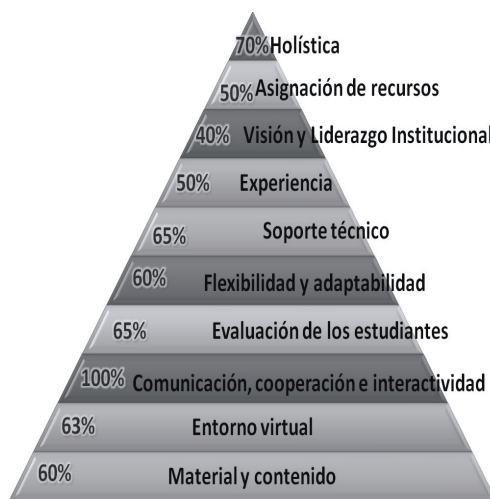 70% Holística
50% Asignación de recursos
40% Visión y Liderazgo Institucional
50% Experiencia
65% Soporte técnico
60% Flexibilidad y adaptabilidad
65% Evaluación de los estudiantes
100% Comunicación, cooperación e interactividad
63% Entorno virtual
60% Material y contenido